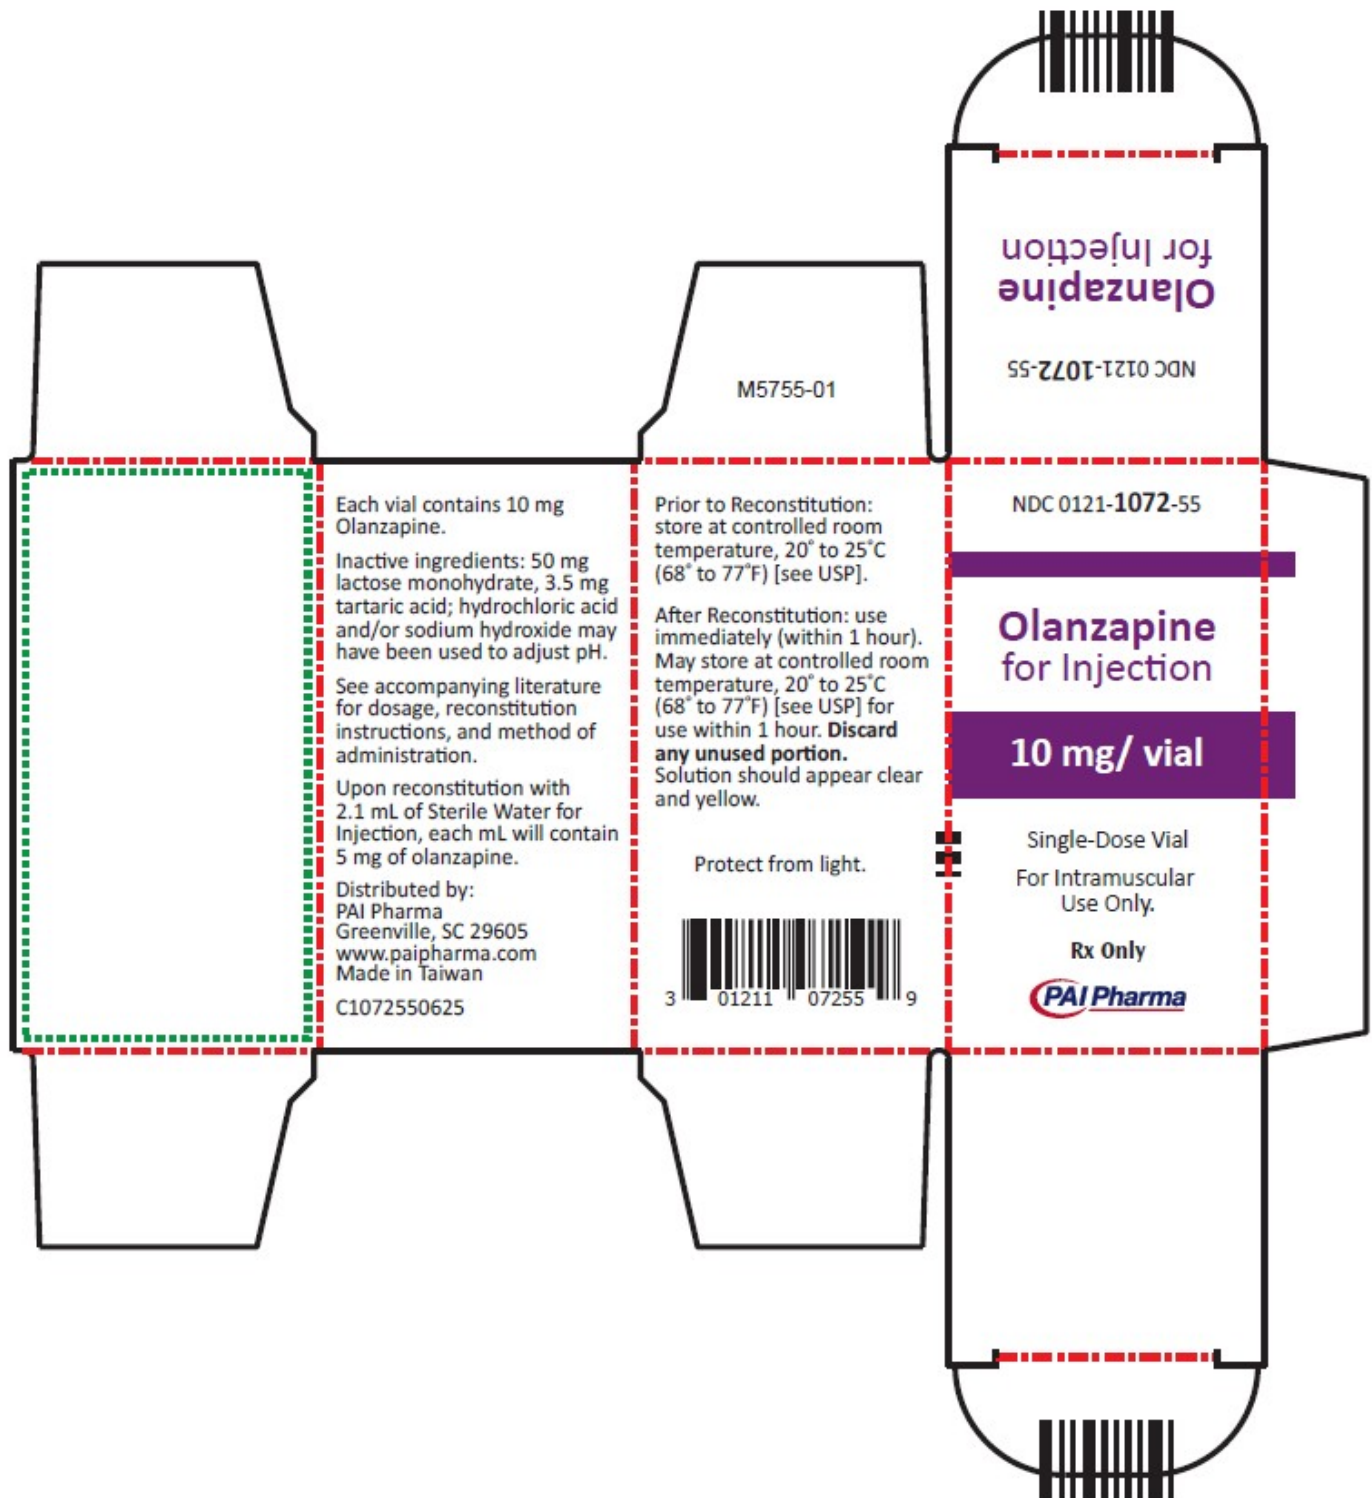 Olanzapine
for Injection
NDC 0121-1072-55
M5755-01
Each vial contains 10 mg
Olanzapine.
Inactive ingredients: 50 mg
lactose monohydrate, 3.5 mg
tartaric acid; hydrochloric acid
and/or sodium hydroxide may
have been used to adjust pH.
See accompanying literature
for dosage, reconstitution
instructions, and method of
administration.
Upon reconstitution with
2.1 mL of Sterile Water for
Injection, each mL will contain
5 mg of olanzapine.
Distributed by:
PAI Pharma
Greenville, SC 29605
www.paipharma.com
Made in Taiwan
C1072550625
Prior to Reconstitution:
store at controlled room
temperature, 20˚ to 25˚C
(68˚ to 77˚F) [see USP].
After Reconstitution: use
immediately (within 1 hour).
May store at controlled room
temperature, 20˚ to 25˚C
(68˚ to 77˚F) [see USP] for
use within 1 hour. Discard
any unused portion.
Solution should appear clear
and yellow.
Protect from light.
3 01211 07255 9
NDC 0121-1072-55
Olanzapine
for Injection
10 mg/ vial
Single-Dose Vial
For Intramuscular
Use Only.
Rx Only
PAI Pharma